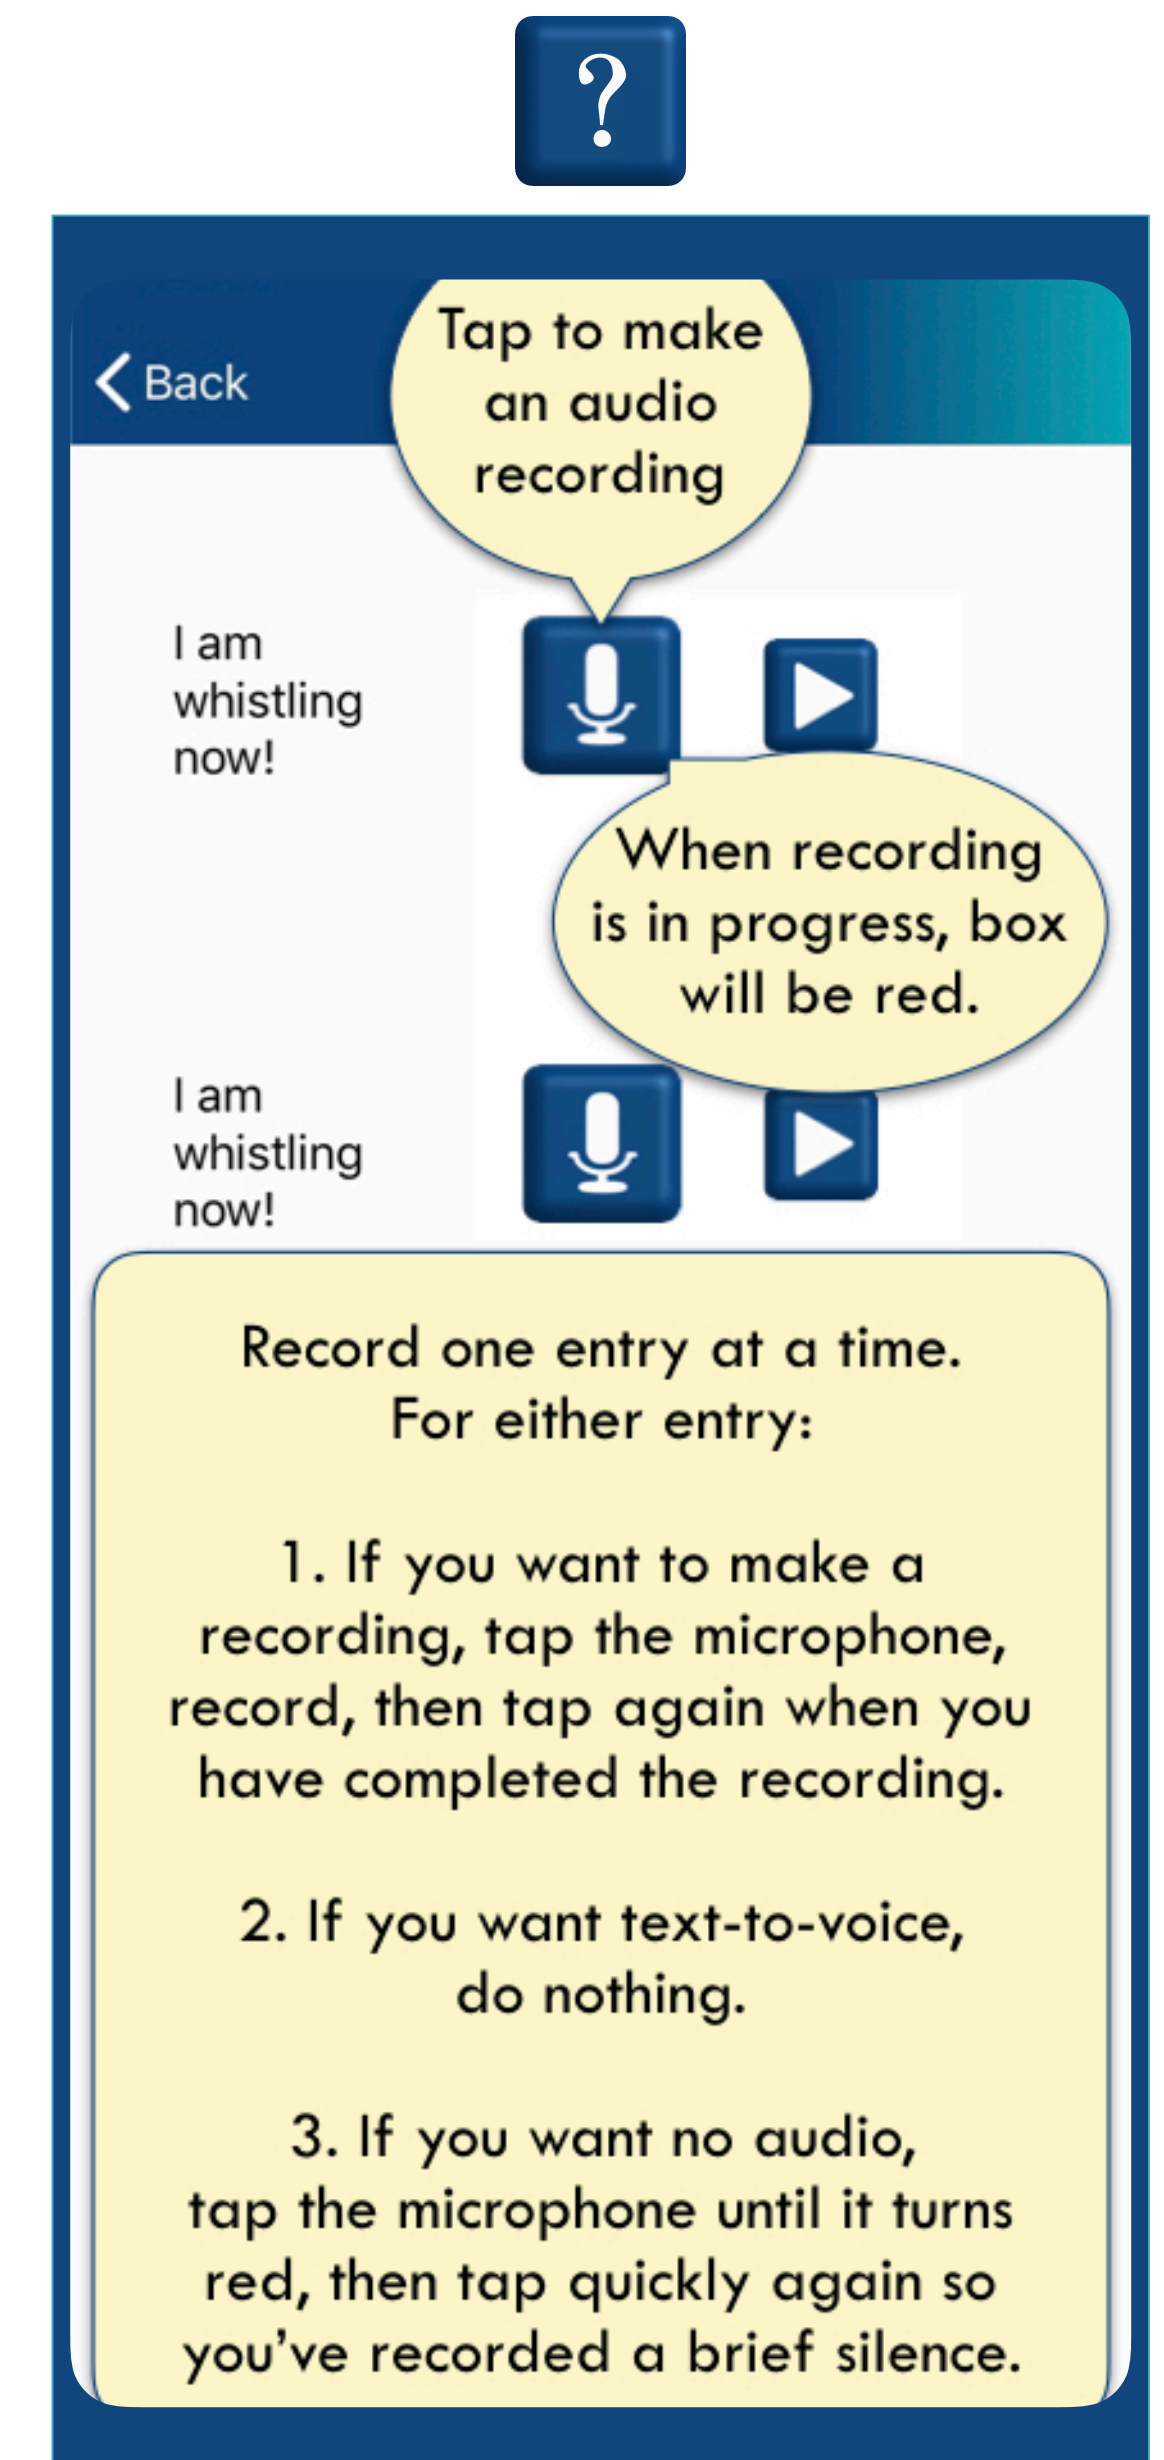 ?
Tap to make
an audio
recording
Back
I am
whistling
now!
When recording
is in progress, box
will be red.
I am
whistling
now!
Record one entry at a time.
For either entry:
1. If you want to make a
recording, tap the microphone,
record, then tap again when you
have completed the recording.
2. If you want text-to-voice,
do nothing.
3. If you want no audio,
tap the microphone until it turns
red, then tap quickly again so
you’ve recorded a brief silence.